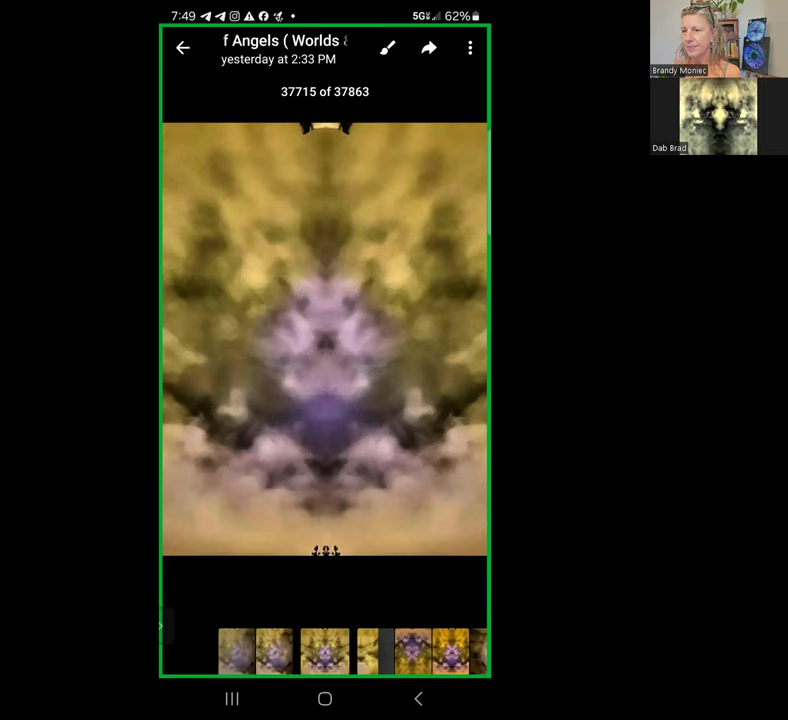 7:49
5G 62%
f Angels ( Worlds &
yesterday at 2:33 PM
37715 of 37863
Brandy Moniec
Dab Brad